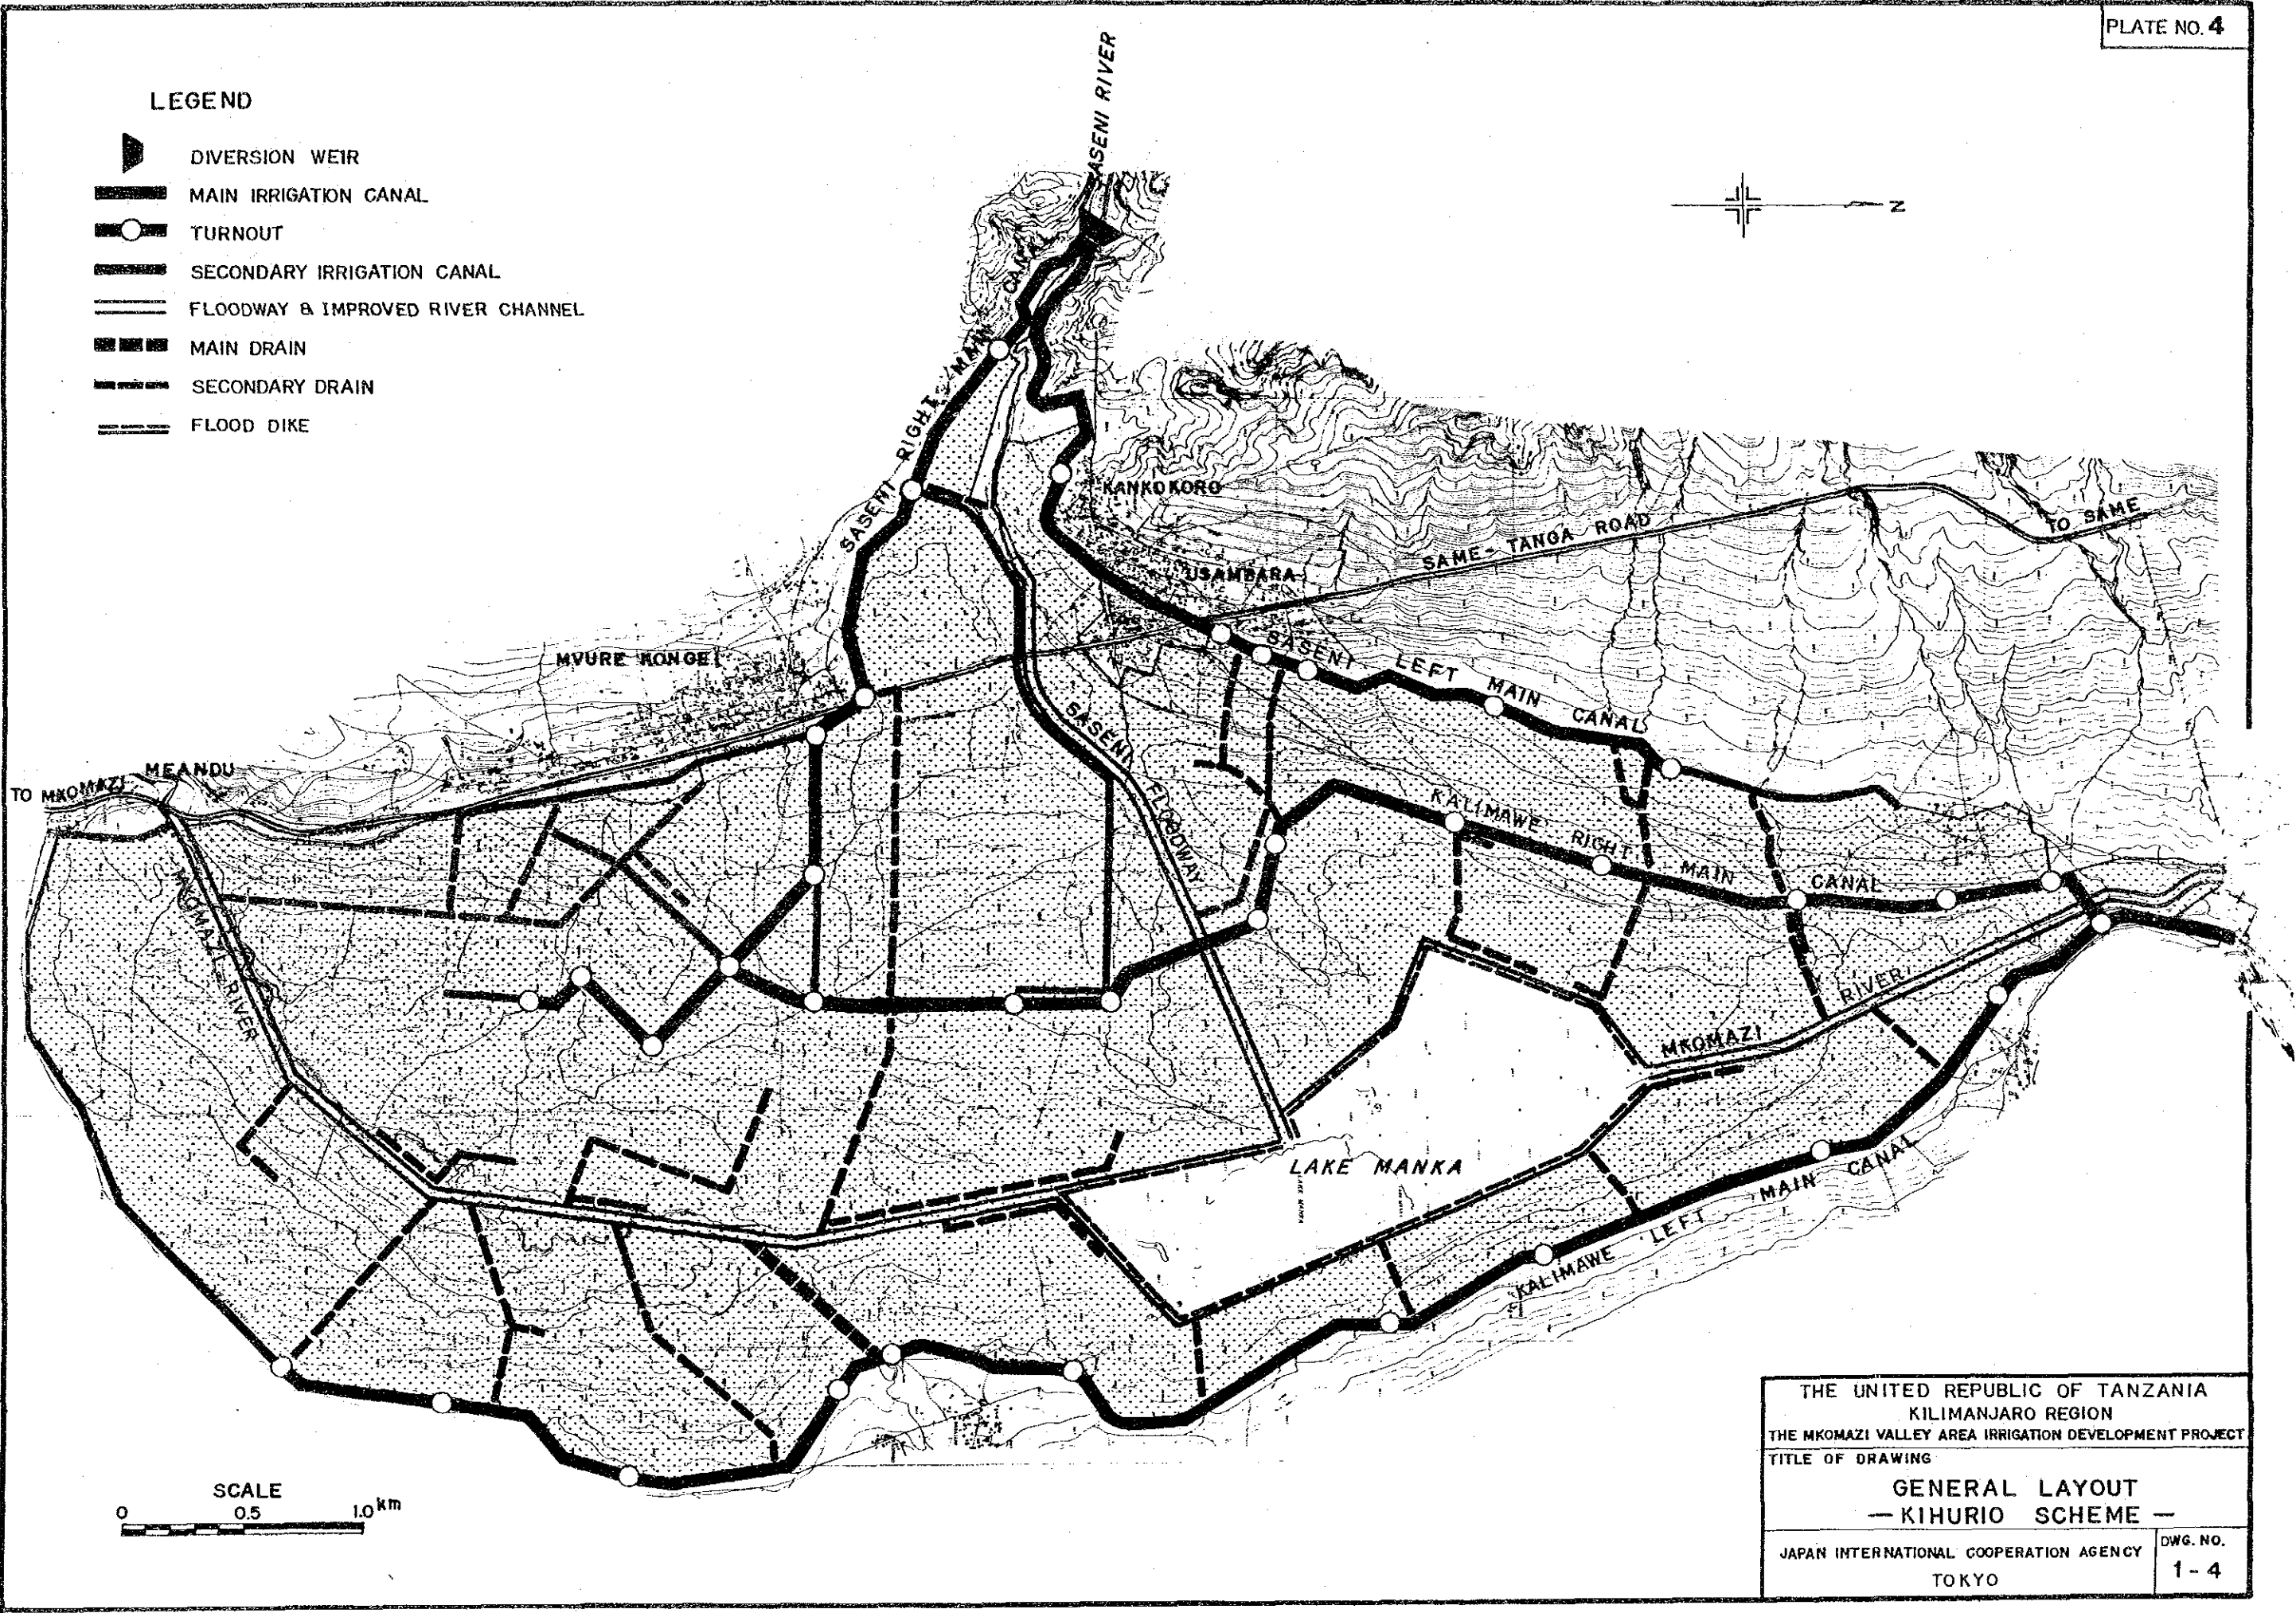 PLATE NO. 4
LEGEND
DIVERSION WEIR
MAIN IRRIGATION CANAL
TURNOUT
SECONDARY IRRIGATION CANAL
FLOODWAY & IMPROVED RIVER CHANNEL
MAIN DRAIN
SECONDARY DRAIN
FLOOD DIKE
SASENI RIVER
N
SASENI RIGHT MAIN CANAL
KANKOKORO
USAMBARA
SAME-TANGA ROAD
TO SAME
MVURE KONGEI
SASENI LEFT MAIN CANAL
SASENI FLOODWAY
TO MKOMAZI
MEANDU
MKOMAZI RIVER
KALIMAWE RIGHT MAIN CANAL
MKOMAZI RIVER
LAKE MANKA
LAKE MANKA
KALIMAWE LEFT MAIN CANAL
SCALE
0 0.5 1.0 km
THE UNITED REPUBLIC OF TANZANIA
KILIMANJARO REGION
THE MKOMAZI VALLEY AREA IRRIGATION DEVELOPMENT PROJECT
TITLE OF DRAWING
GENERAL LAYOUT
— KIHURIO SCHEME —
JAPAN INTERNATIONAL COOPERATION AGENCY
TOKYO
DWG. NO.
1 - 4